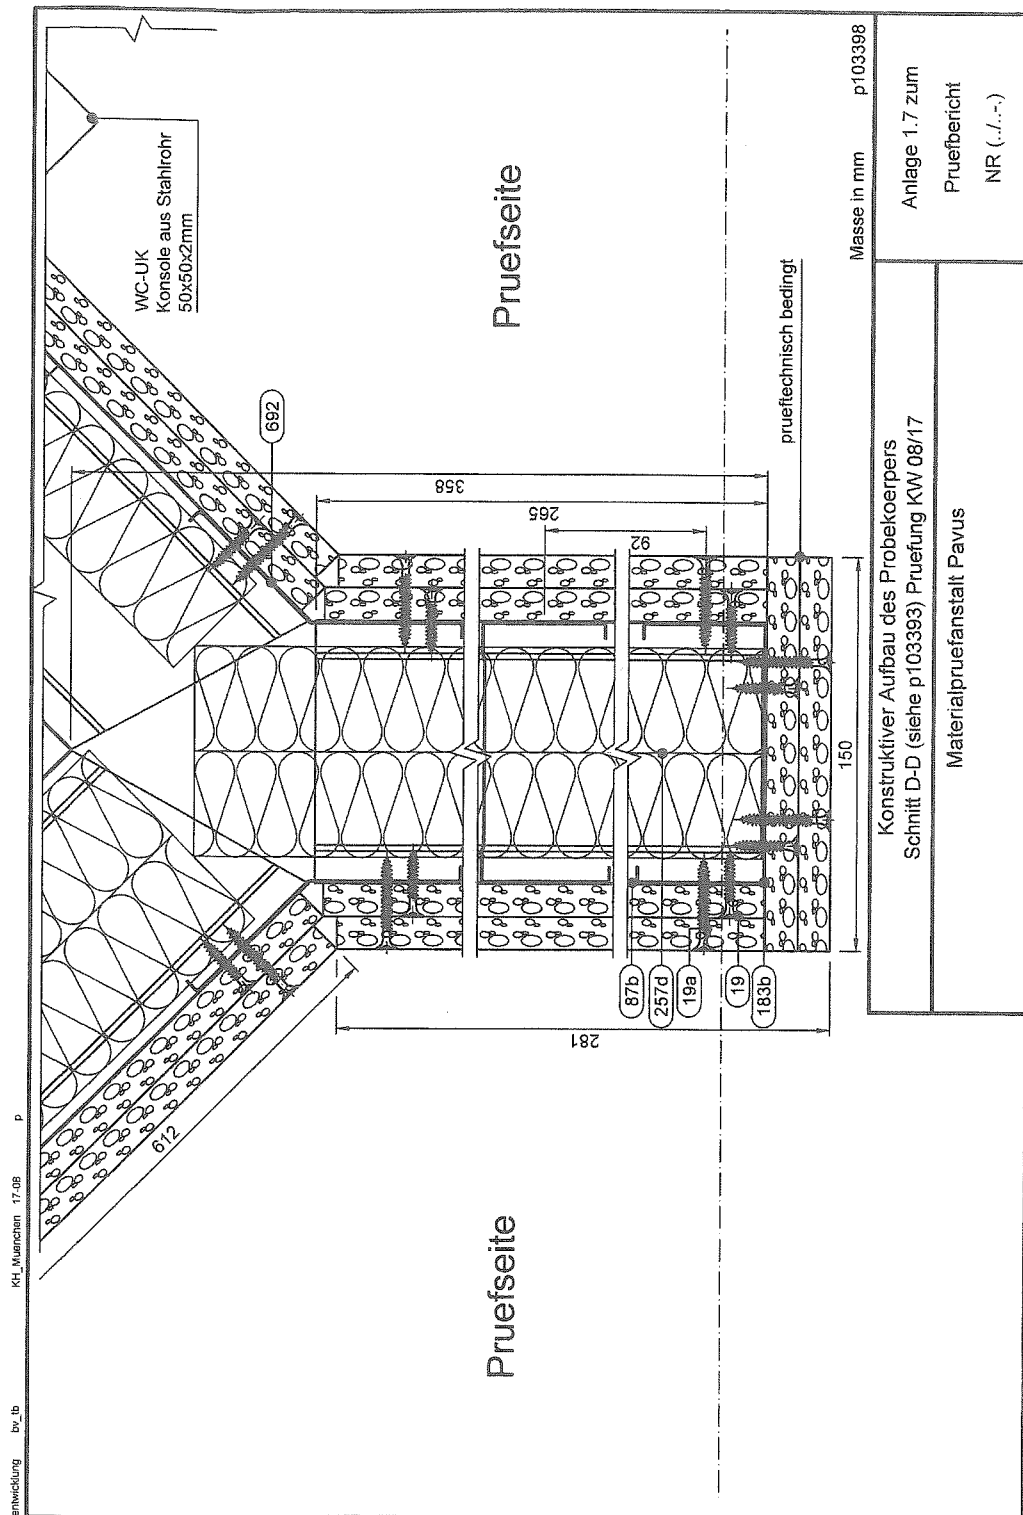 entwicklung bv_tb KH_Muenchen 17-08 p
WC-UK
Konsole aus Stahlrohr
50x50x2mm
692
Pruefseite
Pruefseite
612
358
265
92
281
150
87b
257d
19a
19
183b
prueftechnisch bedingt
Masse in mm p103398
Konstruktiver Aufbau des Probekoerpers
Schnitt D-D (siehe p103393) Pruefung KW 08/17
Materialpruefanstalt Pavus
Anlage 1.7 zum
Pruefbericht
NR (../..-.)